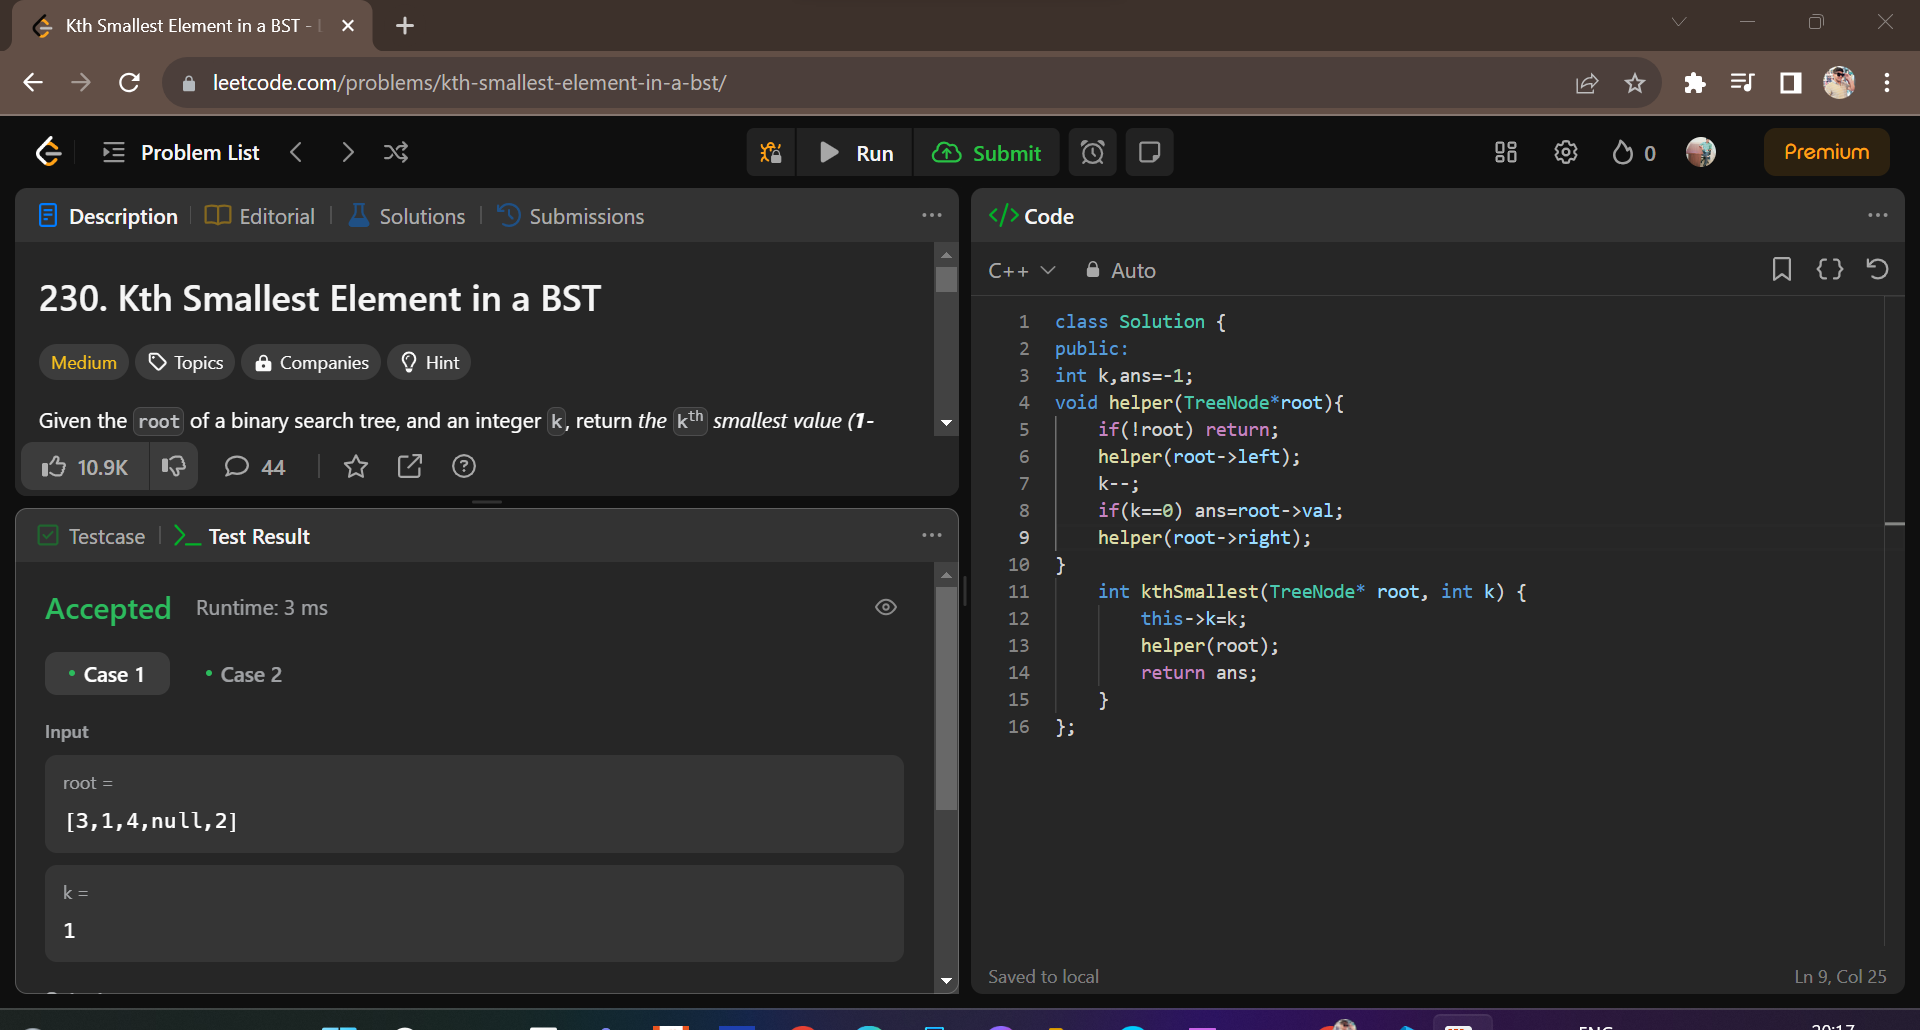 Kth Smallest Element in a BST -
leetcode.com/problems/kth-smallest-element-in-a-bst/
Problem List
Run
Submit
0
Premium
Description
Editorial
Solutions
Submissions
230. Kth Smallest Element in a BST
Medium
Topics
Companies
Hint
Given the root of a binary search tree, and an integer k, return the kth smallest value (1-
10.9K
44
Testcase
Test Result
Accepted
Runtime: 3 ms
Case 1
Case 2
Input
root =
[3,1,4,null,2]
k =
1
</> Code
C++
Auto
1 class Solution {
2 public:
3 int k,ans=-1;
4 void helper(TreeNode*root){
5 if(!root) return;
6 helper(root->left);
7 k--;
8 if(k==0) ans=root->val;
9 helper(root->right);
10 }
11 int kthSmallest(TreeNode* root, int k) {
12 this->k=k;
13 helper(root);
14 return ans;
15 }
16 };
Saved to local
Ln 9, Col 25